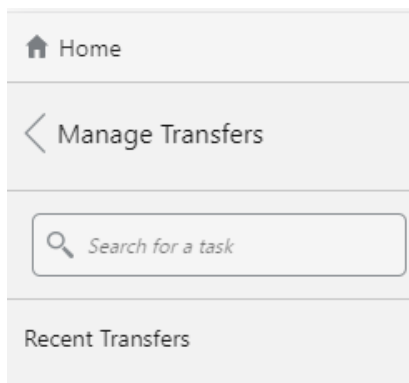 Home
Manage Transfers
Search for a task
Recent Transfers